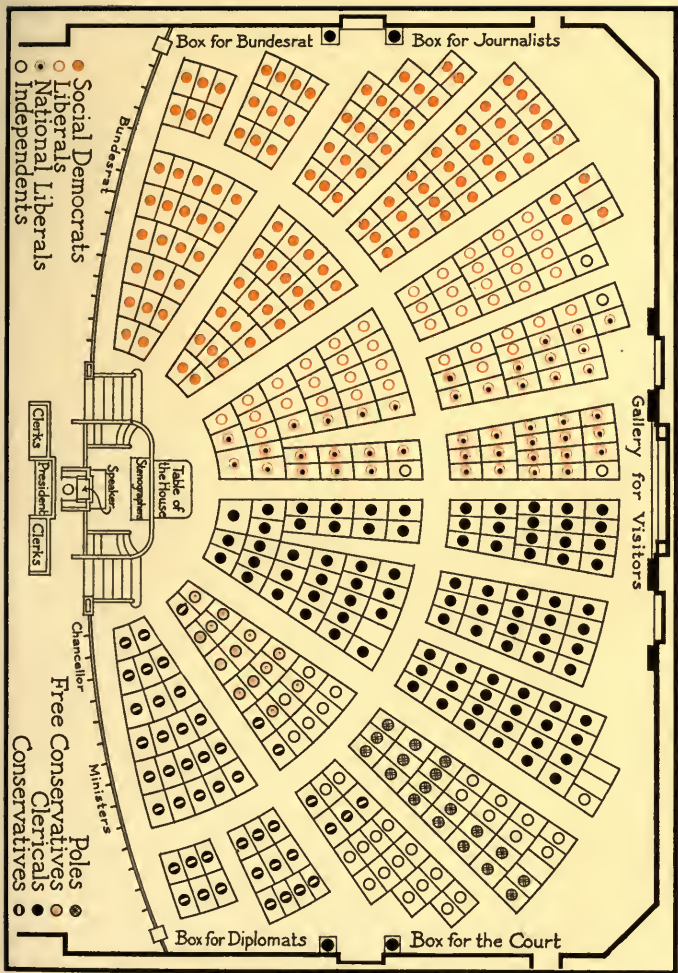 Box for Bundesrat
Box for Journalists
Social Democrats
Liberals
National Liberals
Independents
Bundesrat
Gallery for Visitors
Table of
the House
Stenographers
Speaker
Clerks
President
Clerks
Chancellor
Ministers
Poles
Clericals
Free Conservatives
Conservatives
Box for Diplomats
Box for the Court